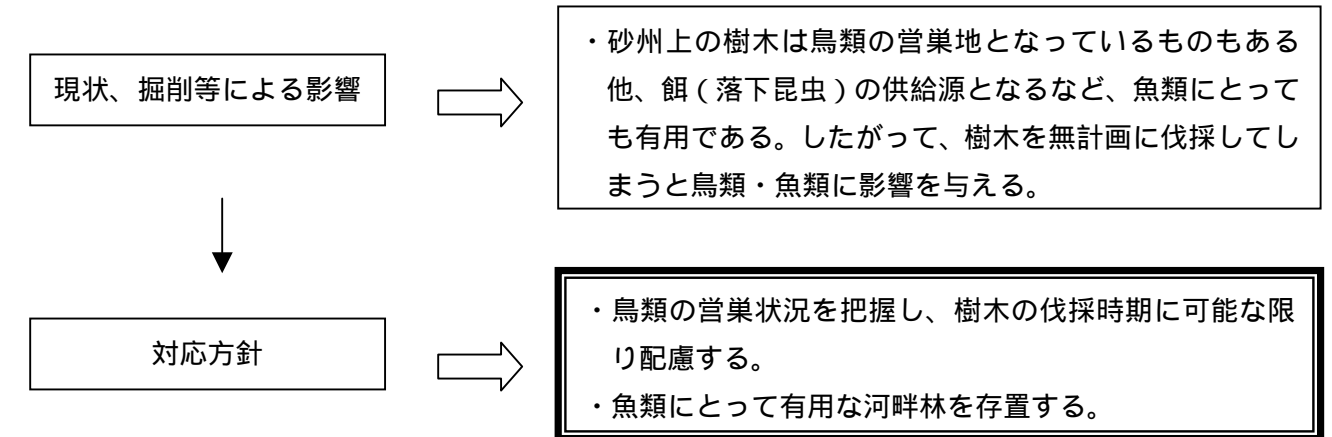 現状、掘削等による影響
・砂州上の樹木は鳥類の営巣地となっているものもある
他、餌（落下昆虫）の供給源となるなど、魚類にとって
も有用である。したがって、樹木を無計画に伐採してし
まうと鳥類・魚類に影響を与える。
対応方針
・鳥類の営巣状況を把握し、樹木の伐採時期に可能な限
り配慮する。
・魚類にとって有用な河畔林を存置する。